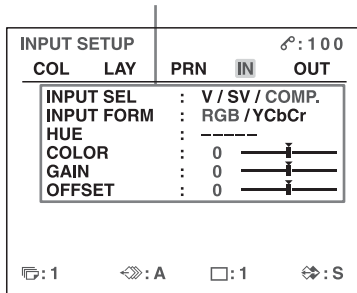 INPUT SETUP :100
COL LAY PRN IN OUT
INPUT SEL : V / SV / COMP.
INPUT FORM : RGB / YCbCr
HUE : -----
COLOR : 0
GAIN : 0
OFFSET : 0
:1 :A :1 :S